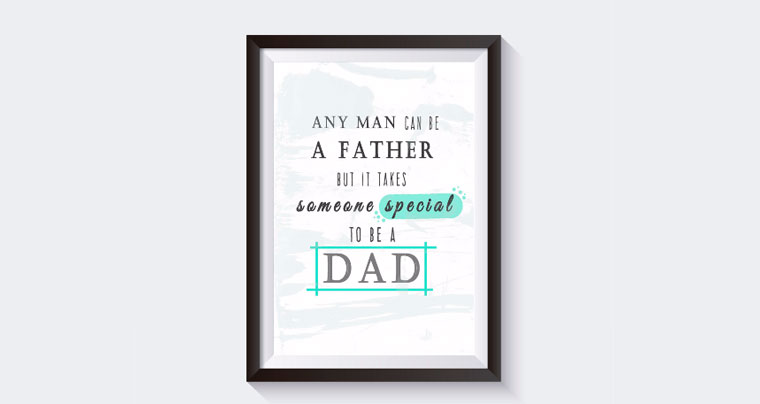 ANY MAN CAN BE
A FATHER
BUT IT TAKES
someone special
TO BE A
DAD